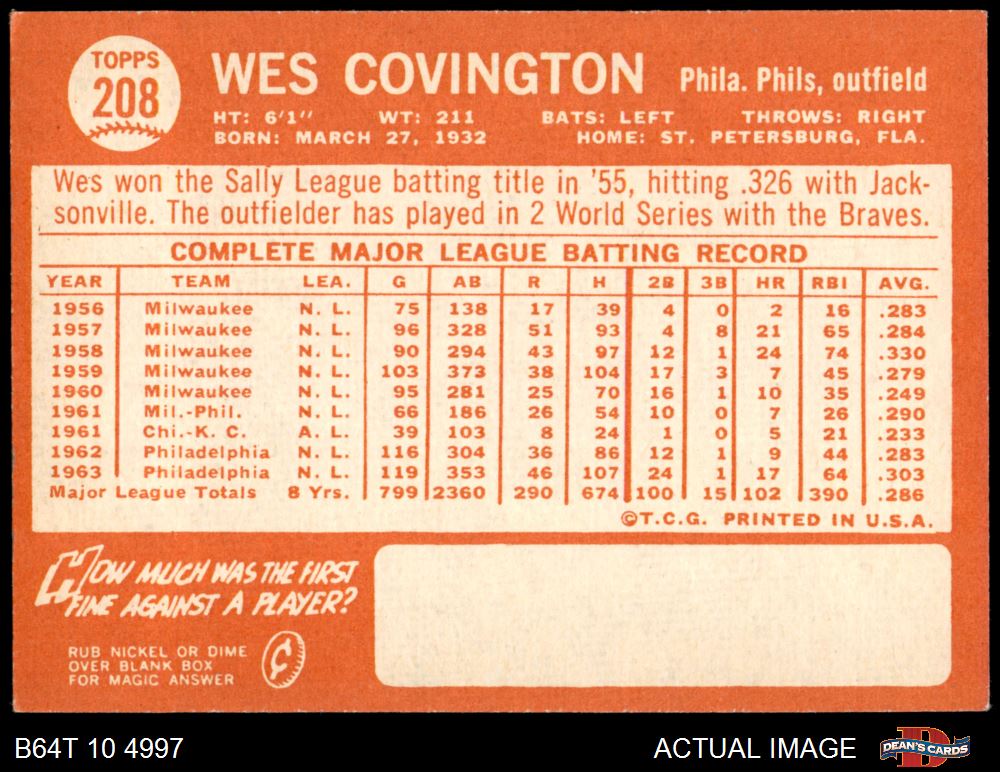 TOPPS
208
WES COVINGTON Phila. Phils, outfield
HT: 6'1" WT: 211 BATS: LEFT THROWS: RIGHT
BORN: MARCH 27, 1932 HOME: ST. PETERSBURG, FLA.
Wes won the Sally League batting title in '55, hitting .326 with Jack-
sonville. The outfielder has played in 2 World Series with the Braves.
COMPLETE MAJOR LEAGUE BATTING RECORD
YEAR TEAM LEA. G AB R H 2B 3B HR RBI AVG.
1956 Milwaukee N. L. 75 138 17 39 4 0 2 16 .283
1957 Milwaukee N. L. 96 328 51 93 4 8 21 65 .284
1958 Milwaukee N. L. 90 294 43 97 12 1 24 74 .330
1959 Milwaukee N. L. 103 373 38 104 17 3 7 45 .279
1960 Milwaukee N. L. 95 281 25 70 16 1 10 35 .249
1961 Mil.-Phil. N. L. 66 186 26 54 10 0 7 26 .290
1961 Chi.-K. C. A. L. 39 103 8 24 1 0 5 21 .233
1962 Philadelphia N. L. 116 304 36 86 12 1 9 44 .283
1963 Philadelphia N. L. 119 353 46 107 24 1 17 64 .303
Major League Totals 8 Yrs. 799 2360 290 674 100 15 102 390 .286
©T.C.G. PRINTED IN U.S.A.
HOW MUCH WAS THE FIRST
FINE AGAINST A PLAYER?
RUB NICKEL OR DIME
OVER BLANK BOX
FOR MAGIC ANSWER
¢
B64T 10 4997 ACTUAL IMAGE DEAN'S CARDS